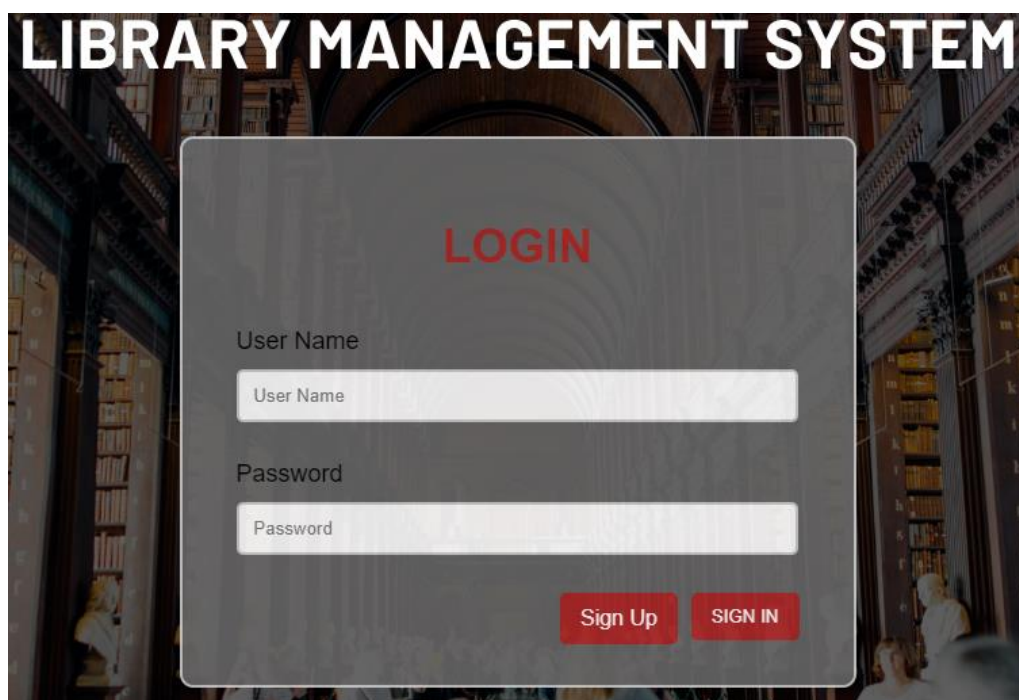 LIBRARY MANAGEMENT SYSTEM
LOGIN
User Name
User Name
Password
Password
Sign Up SIGN IN